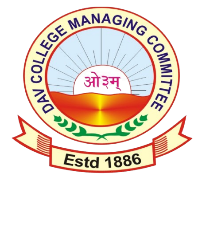 DAV COLLEGE MANAGING COMMITTEE
ओ३म्
Estd 1886